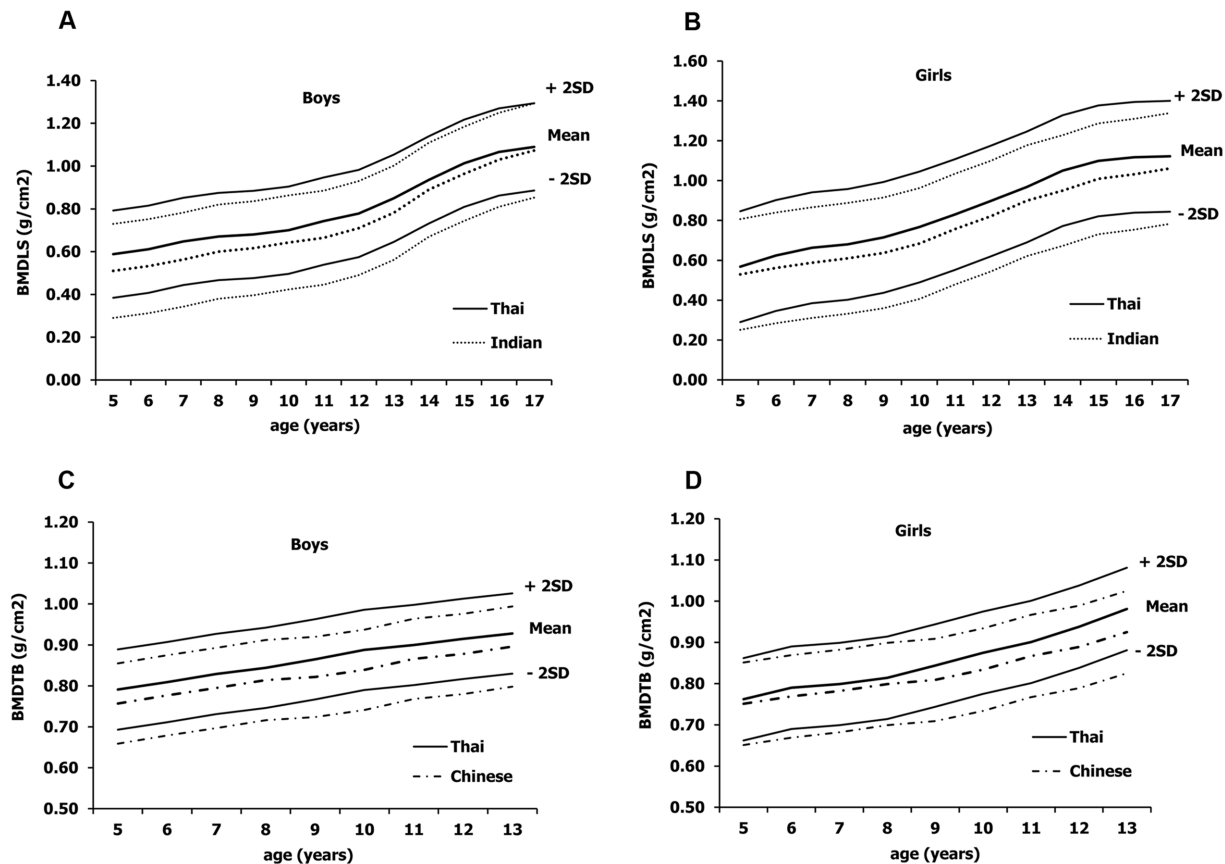 A
Boys
BMDLS (g/cm2)
1.40
1.20
1.00
0.80
0.60
0.40
0.20
0.00
+ 2SD
Mean
- 2SD
Thai
Indian
5 6 7 8 9 10 11 12 13 14 15 16 17
age (years)
B
Girls
BMDLS (g/cm2)
1.60
1.40
1.20
1.00
0.80
0.60
0.40
0.20
0.00
+ 2SD
Mean
- 2SD
Thai
Indian
5 6 7 8 9 10 11 12 13 14 15 16 17
age (years)
C
Boys
BMDTB (g/cm2)
1.20
1.10
1.00
0.90
0.80
0.70
0.60
0.50
+ 2SD
Mean
- 2SD
Thai
Chinese
5 6 7 8 9 10 11 12 13
age (years)
D
Girls
BMDTB (g/cm2)
1.20
1.10
1.00
0.90
0.80
0.70
0.60
0.50
+ 2SD
Mean
- 2SD
Thai
Chinese
5 6 7 8 9 10 11 12 13
age (years)